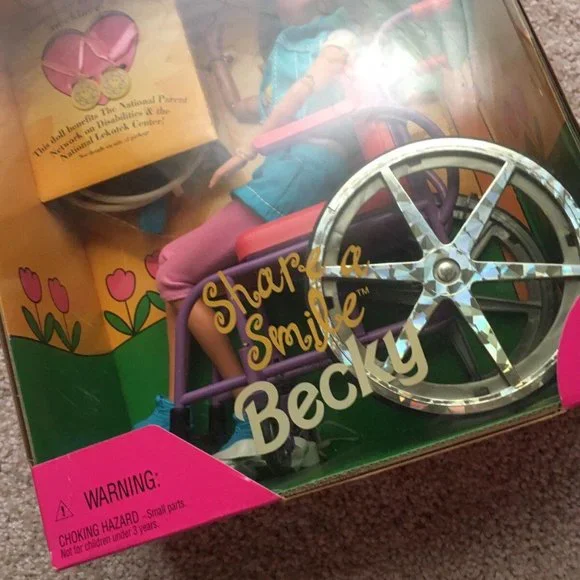 This doll benefits The National Parent
Network on Disabilities & the
National Lekotek Center!
Share a
Smile™
Becky
⚠ WARNING:
CHOKING HAZARD –Small parts.
Not for children under 3 years.